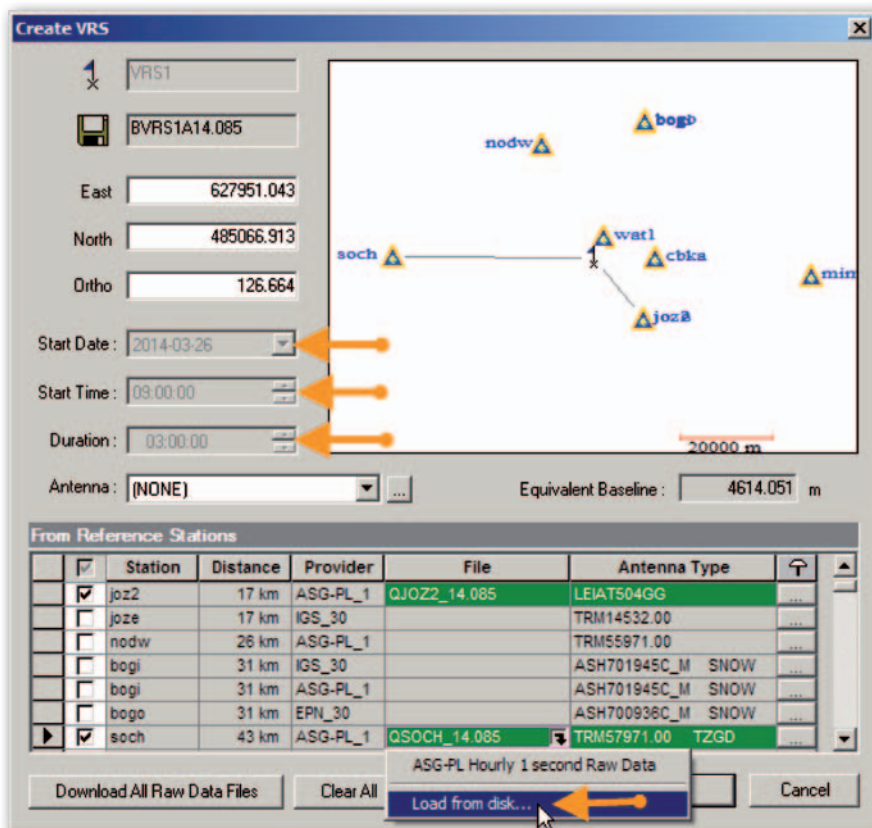 Create VRS
VRS1
BVRS1A14.085
East 627951.043
North 485066.913
Ortho 126.664
Start Date : 2014-03-26
Start Time : 09:00:00
Duration : 03:00:00
nodw
soch
wat1
20000 m
Antenna : (NONE) ... Equivalent Baseline : 4614.051 m
From Reference Stations
Station Distance Provider File Antenna Type
joz2 17 km ASG-PL_1 QJOZ2_14.085 LEIAT504GG ...
joze 17 km IGS_30 TRM14532.00 ...
nodw 26 km ASG-PL_1 TRM55971.00 ...
bogi 31 km IGS_30 ASH701945C_M SNOW ...
bogi 31 km ASG-PL_1 ASH701945C_M SNOW ...
bogo 31 km EPN_30 ASH700936C_M SNOW ...
soch 43 km ASG-PL_1 QSOCH_14.085 TRM57971.00 TZGD ...
ASG-PL Hourly 1 second Raw Data
Load from disk...
Download All Raw Data Files Clear All Cancel